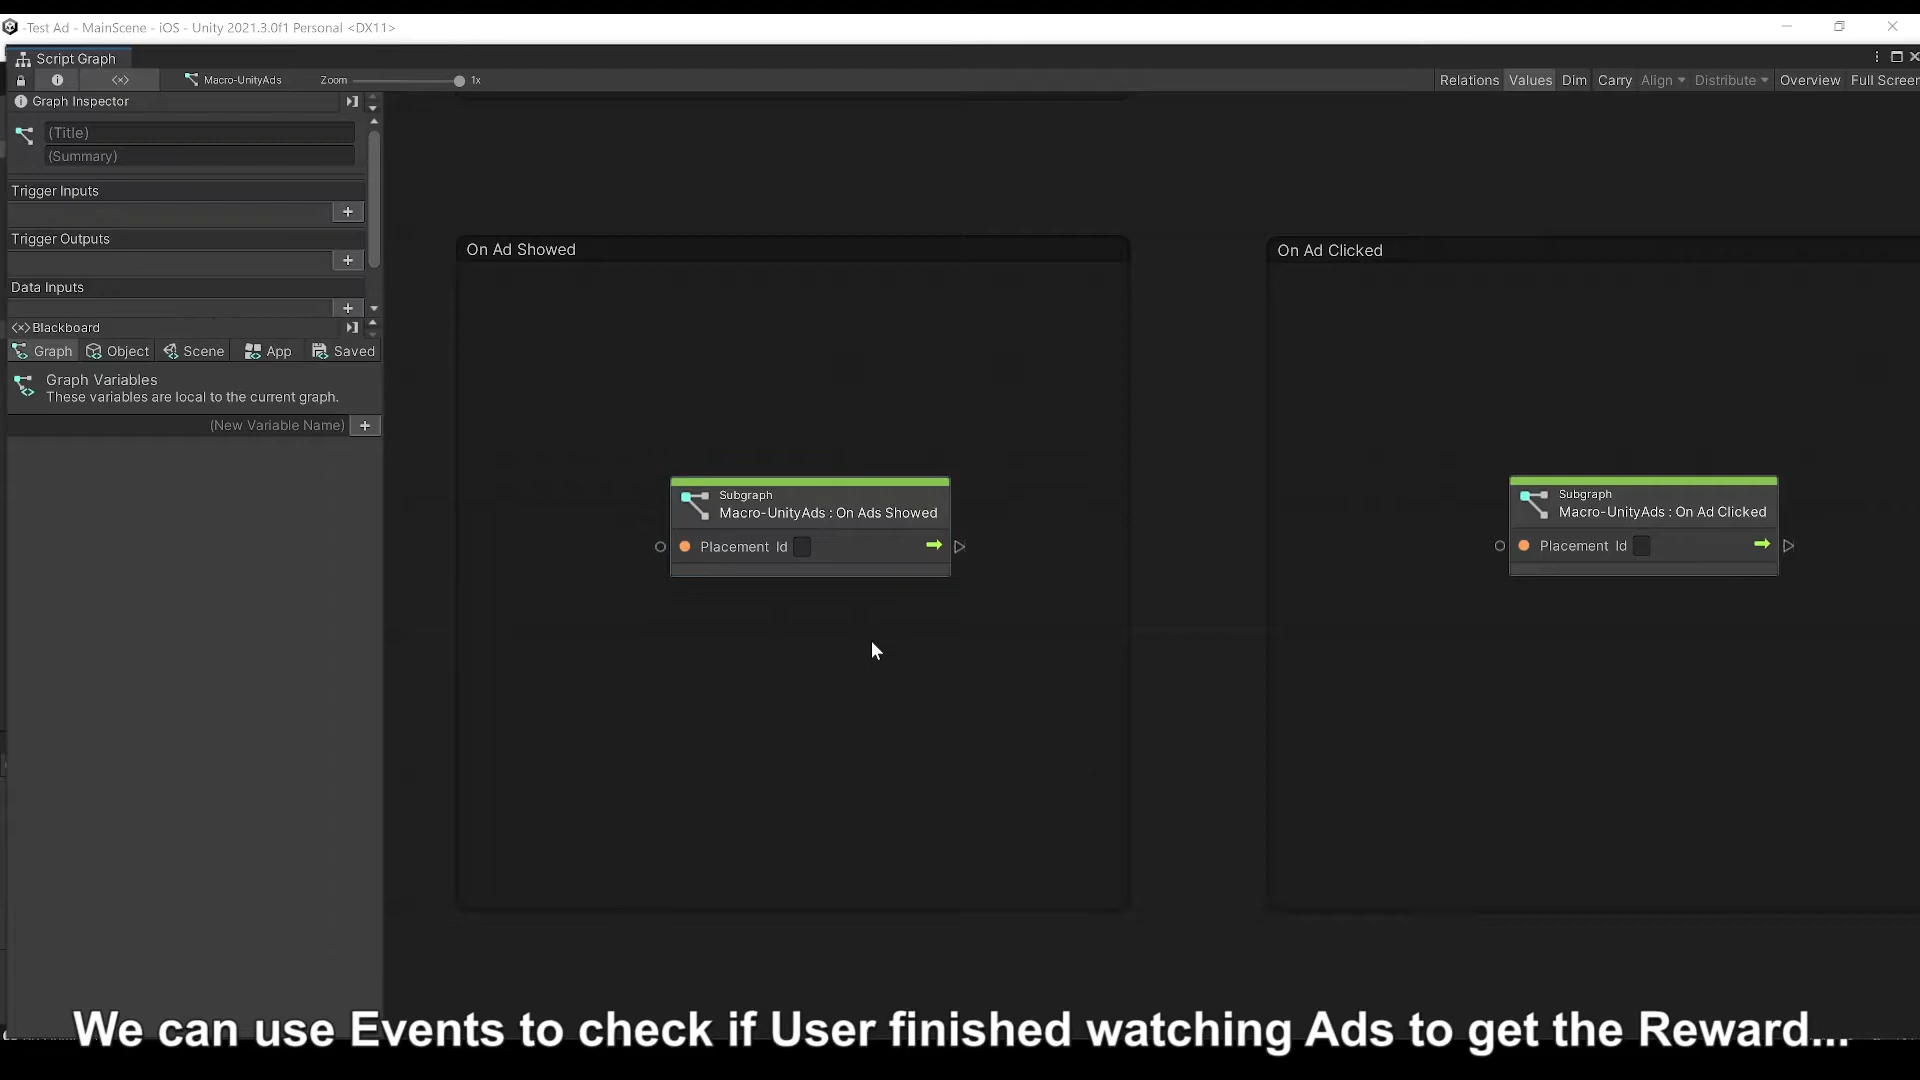 -Test Ad - MainScene - iOS - Unity 2021.3.0f1 Personal <DX11>
Script Graph
Macro-UnityAds Zoom 1x Relations Values Dim Carry Align Distribute Overview Full Screen
Graph Inspector
(Title)
(Summary)
Trigger Inputs
Trigger Outputs
Data Inputs
Blackboard
Graph Object Scene App Saved
Graph Variables
These variables are local to the current graph.
(New Variable Name)
On Ad Showed
Subgraph
Macro-UnityAds : On Ads Showed
Placement Id
On Ad Clicked
Subgraph
Macro-UnityAds : On Ad Clicked
Placement Id
We can use Events to check if User finished watching Ads to get the Reward...